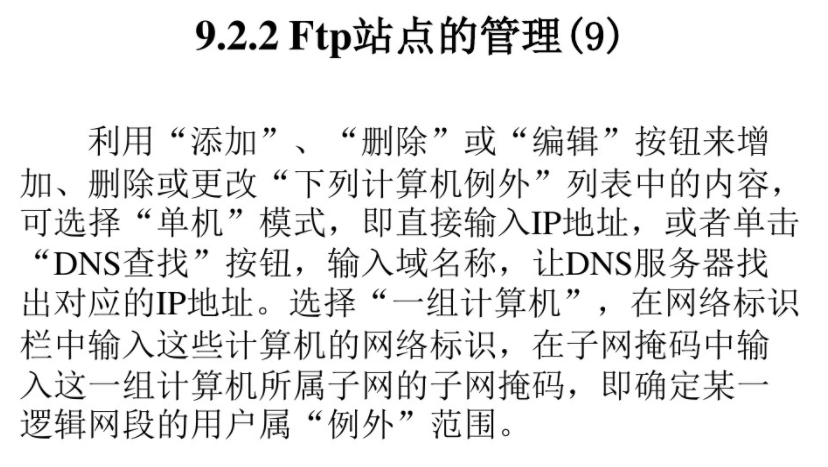 9.2.2 Ftp站点的管理(9)
利用“添加”、“删除”或“编辑”按钮来增
加、删除或更改“下列计算机例外”列表中的内容，
可选择“单机”模式，即直接输入IP地址，或者单击
“DNS查找”按钮，输入域名称，让DNS服务器找
出对应的IP地址。选择“一组计算机”，在网络标识
栏中输入这些计算机的网络标识，在子网掩码中输
入这一组计算机所属子网的子网掩码，即确定某一
逻辑网段的用户属“例外”范围。